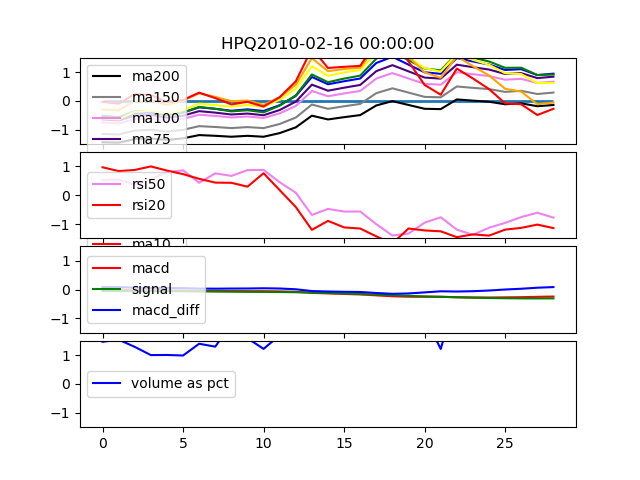 HPQ2010-02-16 00:00:00
1
0
−1
ma200
ma150
ma100
ma75
1
0
−1
rsi50
rsi20
ma10
1
0
−1
macd
signal
macd_diff
1
0
−1
volume as pct
0 5 10 15 20 25